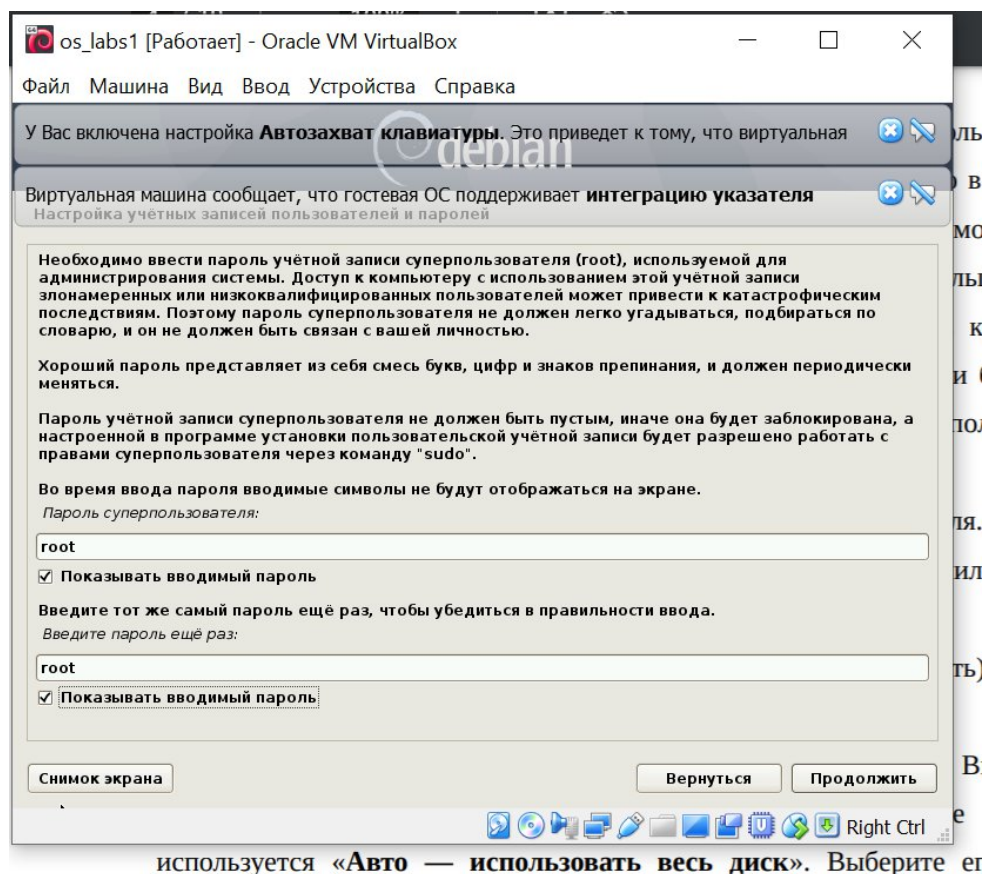 os_labs1 [Работает] - Oracle VM VirtualBox
Файл Машина Вид Ввод Устройства Справка
У Вас включена настройка Автозахват клавиатуры. Это приведет к тому, что виртуальная
debian
Виртуальная машина сообщает, что гостевая ОС поддерживает интеграцию указателя
Настройка учётных записей пользователей и паролей
Необходимо ввести пароль учётной записи суперпользователя (root), используемой для
администрирования системы. Доступ к компьютеру с использованием этой учётной записи
злонамеренных или низкоквалифицированных пользователей может привести к катастрофическим
последствиям. Поэтому пароль суперпользователя не должен легко угадываться, подбираться по
словарю, и он не должен быть связан с вашей личностью.
Хороший пароль представляет из себя смесь букв, цифр и знаков препинания, и должен периодически
меняться.
Пароль учётной записи суперпользователя не должен быть пустым, иначе она будет заблокирована, а
настроенной в программе установки пользовательской учётной записи будет разрешено работать с
правами суперпользователя через команду "sudo".
Во время ввода пароля вводимые символы не будут отображаться на экране.
Пароль суперпользователя:
root
Показывать вводимый пароль
Введите тот же самый пароль ещё раз, чтобы убедиться в правильности ввода.
Введите пароль ещё раз:
root
Показывать вводимый пароль
Снимок экрана Вернуться Продолжить
Right Ctrl
используется «Авто — использовать весь диск». Выберите